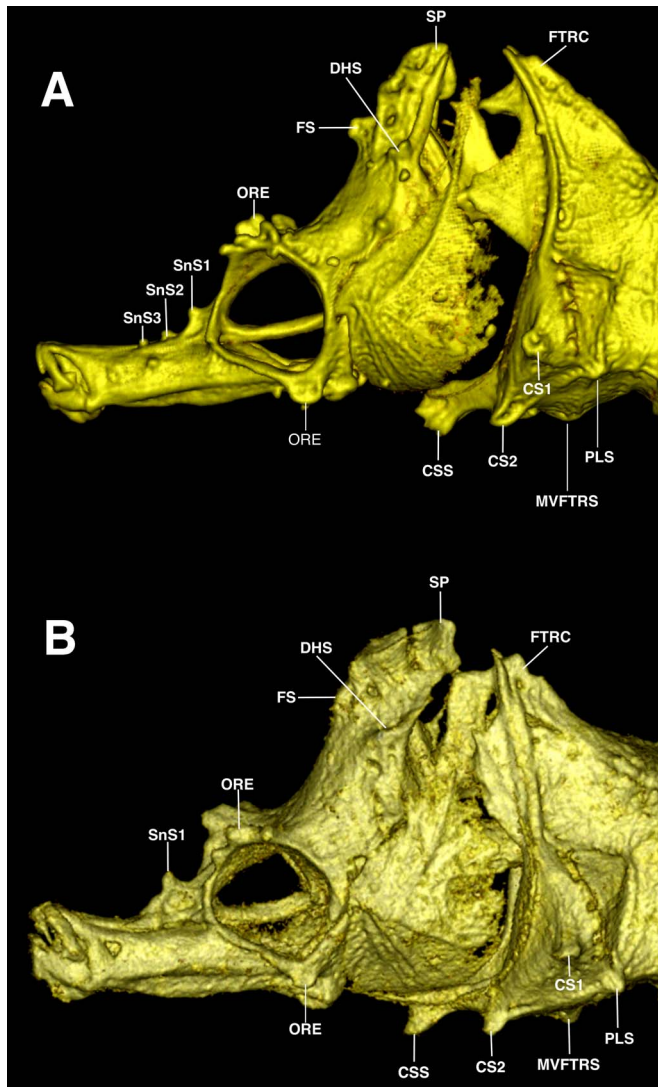 A
SP
FTRC
DHS
FS
ORE
SnS1
SnS2
SnS3
CS1
ORE
CSS
CS2
PLS
MVFTRS
B
SP
FTRC
DHS
FS
ORE
SnS1
CS1
ORE
PLS
CSS
CS2
MVFTRS